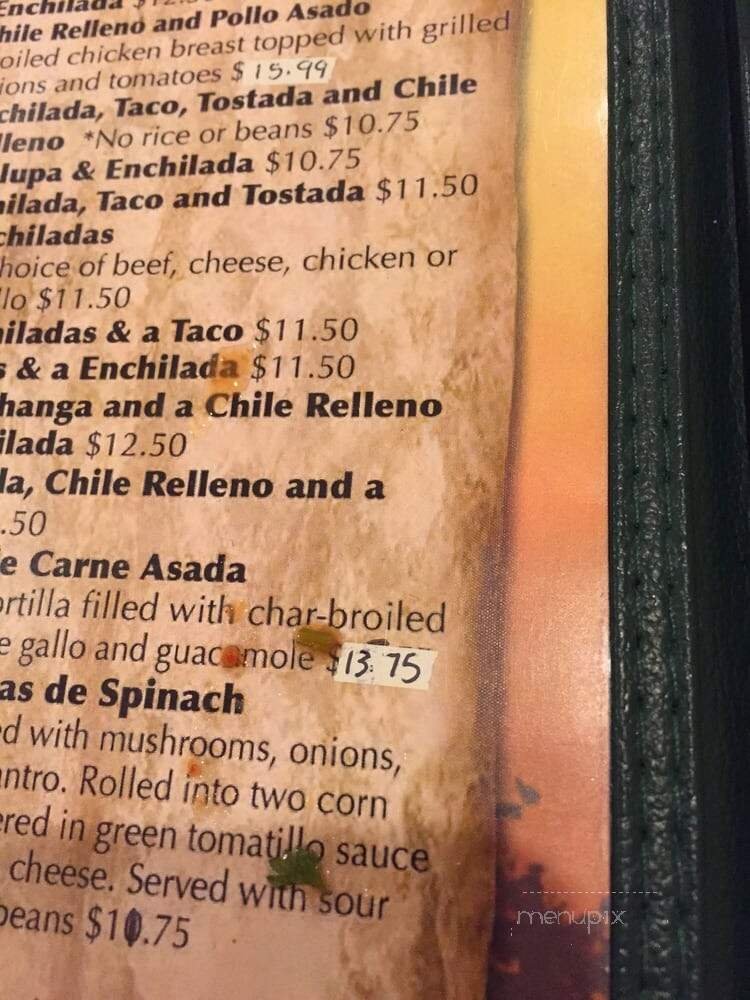 Enchilada $12.
hile Relleno and Pollo Asado
oiled chicken breast topped with grilled
ions and tomatoes $ 15.99
chilada, Taco, Tostada and Chile
lleno *No rice or beans $10.75
lupa & Enchilada $10.75
hilada, Taco and Tostada $11.50
chiladas
hoice of beef, cheese, chicken or
llo $11.50
hiladas & a Taco $11.50
s & a Enchilada $11.50
hanga and a Chile Relleno
ilada $12.50
la, Chile Relleno and a
.50
e Carne Asada
ortilla filled with char-broiled
e gallo and guacamole $13.75
as de Spinach
ed with mushrooms, onions,
antro. Rolled into two corn
ered in green tomatillo sauce
cheese. Served with sour
beans $10.75
menupix